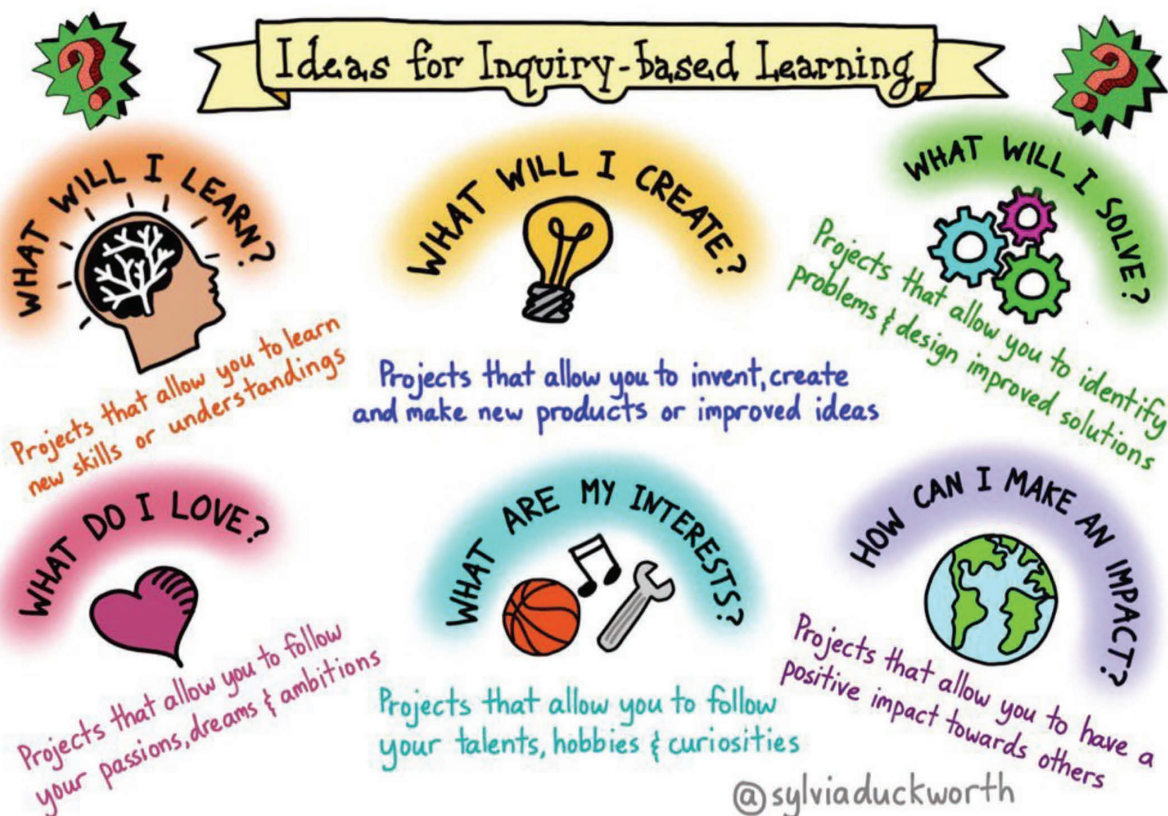 Ideas for Inquiry-based Learning
WHAT WILL I LEARN?
Projects that allow you to learn
new skills or understandings
WHAT WILL I CREATE?
Projects that allow you to invent, create
and make new products or improved ideas
WHAT WILL I SOLVE?
Projects that allow you to identify
problems & design improved solutions
WHAT DO I LOVE?
Projects that allow you to follow
your passions, dreams & ambitions
WHAT ARE MY INTERESTS?
Projects that allow you to follow
your talents, hobbies & curiosities
HOW CAN I MAKE AN IMPACT?
Projects that allow you to have a
positive impact towards others
@sylviaduckworth